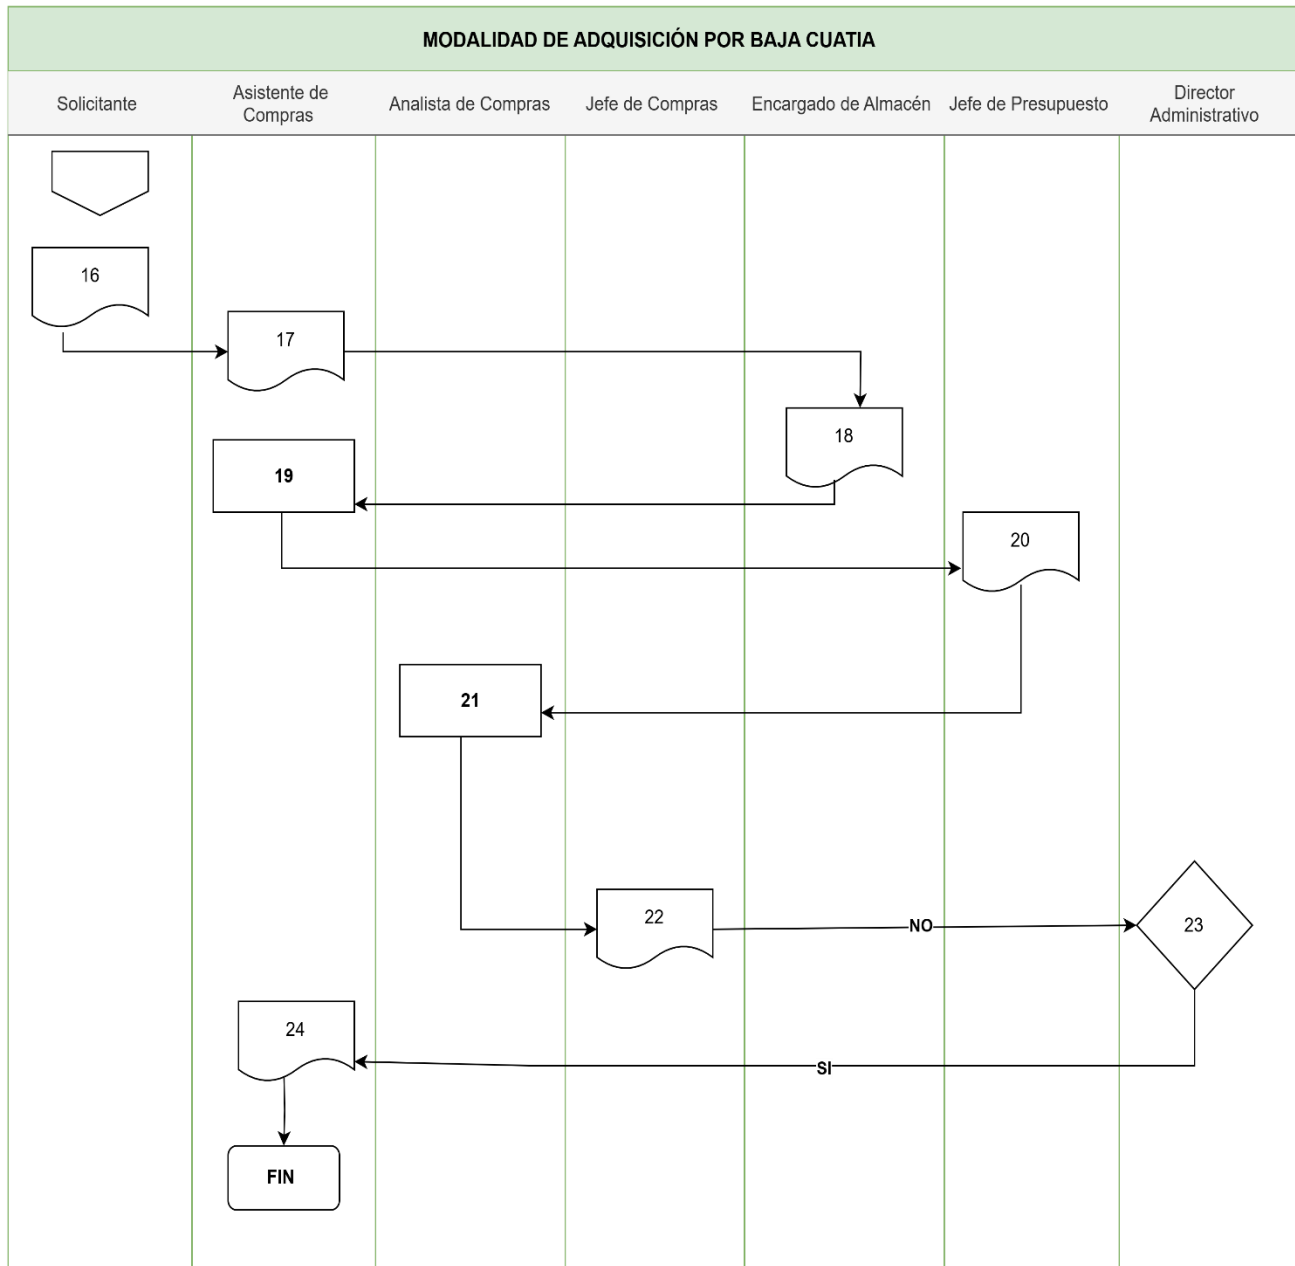 MODALIDAD DE ADQUISICIÓN POR BAJA CUATIA
Solicitante
Asistente de
Compras
Analista de Compras
Jefe de Compras
Encargado de Almacén
Jefe de Presupuesto
Director
Administrativo
16
17
18
19
20
21
22
NO
23
24
SI
FIN